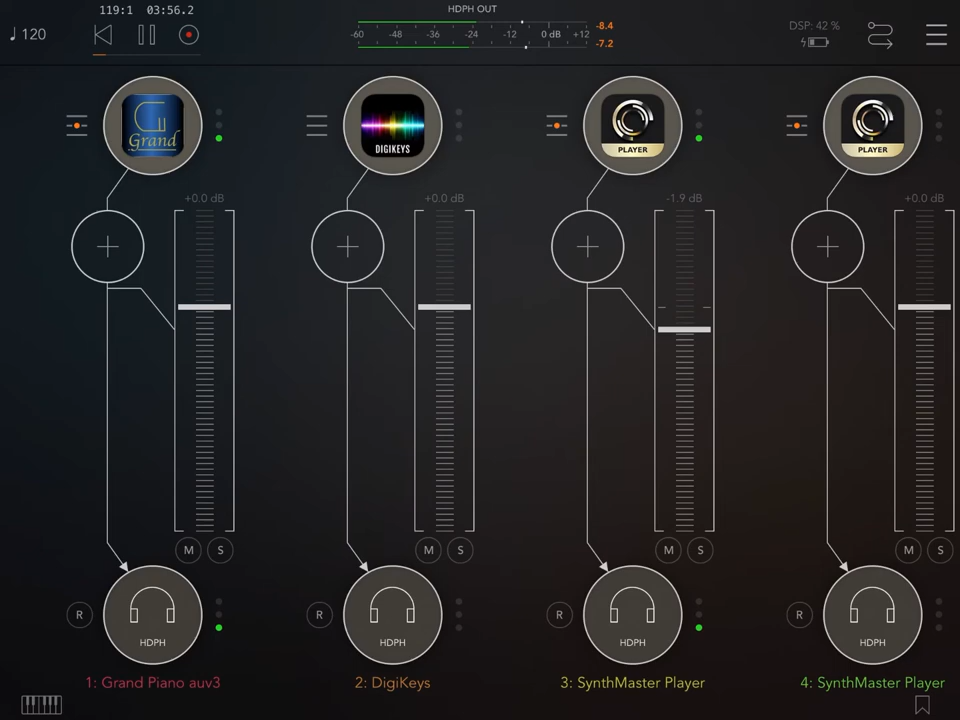 ♩120
119:1 03:56.2
HDPH OUT
-60 -48 -36 -24 -12 0 dB +12
-8.4
-7.2
DSP: 42 %
G
Grand
DIGIKEYS
PLAYER
PLAYER
+0.0 dB
+0.0 dB
-1.9 dB
+0.0 dB
M S
M S
M S
M S
R
HDPH
R
HDPH
R
HDPH
R
HDPH
1: Grand Piano auv3
2: DigiKeys
3: SynthMaster Player
4: SynthMaster Player